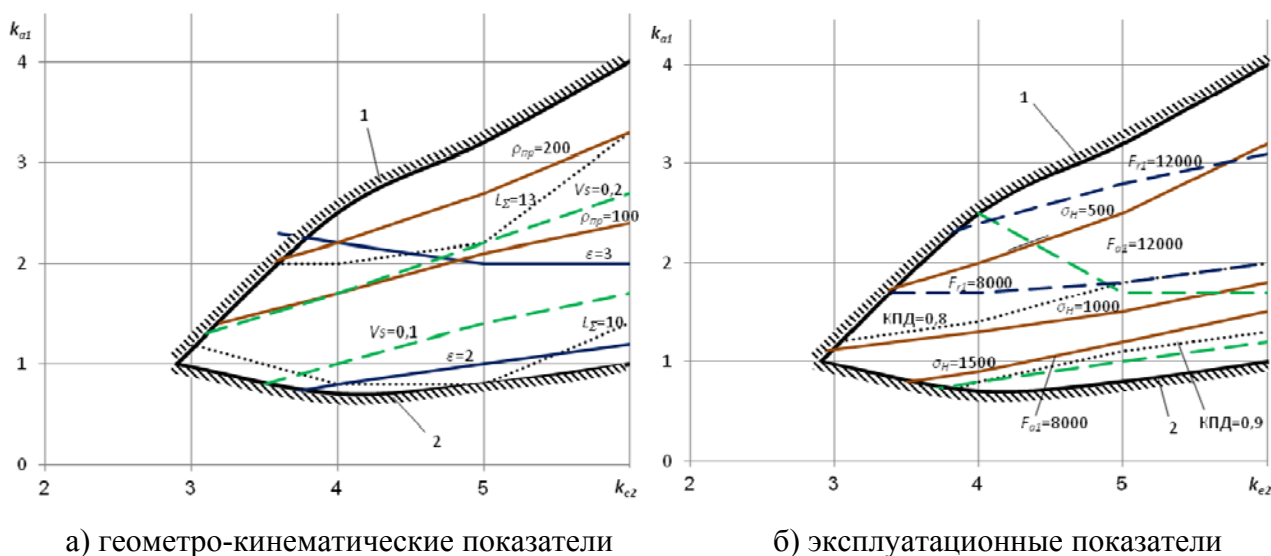 k_a1
4
3
2
1
0
2
3
4
5
k_c2
1
ρ_пр=200
L_Σ=13
V_S=0,2
ρ_пр=100
ε=3
V_S=0,1
L_Σ=10
ε=2
2
а) геометро-кинематические показатели
k_a1
4
3
2
1
0
2
3
4
5
k_e2
1
F_r1=12000
σ_H=500
F_a1=12000
F_r1=8000
КПД=0,8
σ_H=1000
σ_H=1500
F_a1=8000
2
КПД=0,9
б) эксплуатационные показатели